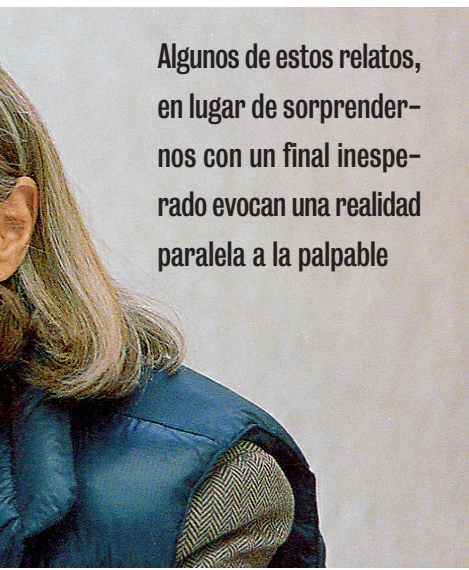 Algunos de estos relatos,
en lugar de sorprender-
nos con un final inespe-
rado evocan una realidad
paralela a la palpable